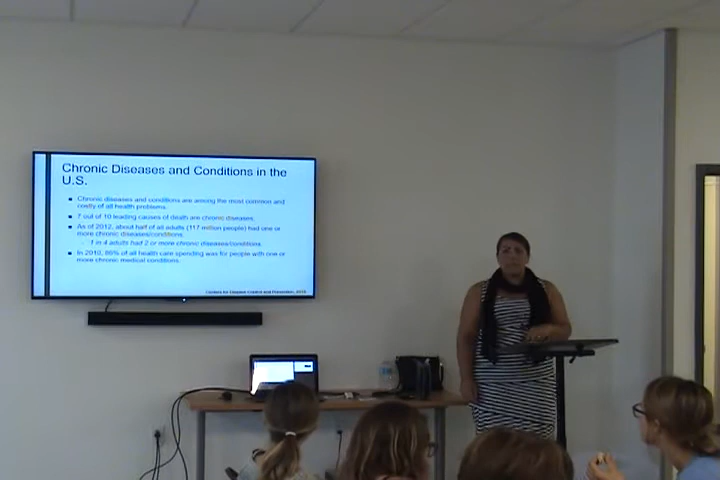 Chronic Diseases and Conditions in the
U.S.
Chronic diseases and conditions are among the most common and
costly of all health problems.
7 out of 10 leading causes of death are chronic diseases.
As of 2012, about half of all adults (117 million people) had one or
more chronic diseases/conditions.
1 in 4 adults had 2 or more chronic diseases/conditions.
In 2010, 86% of all health care spending was for people with one or
more chronic medical conditions.
Centers for Disease Control and Prevention,